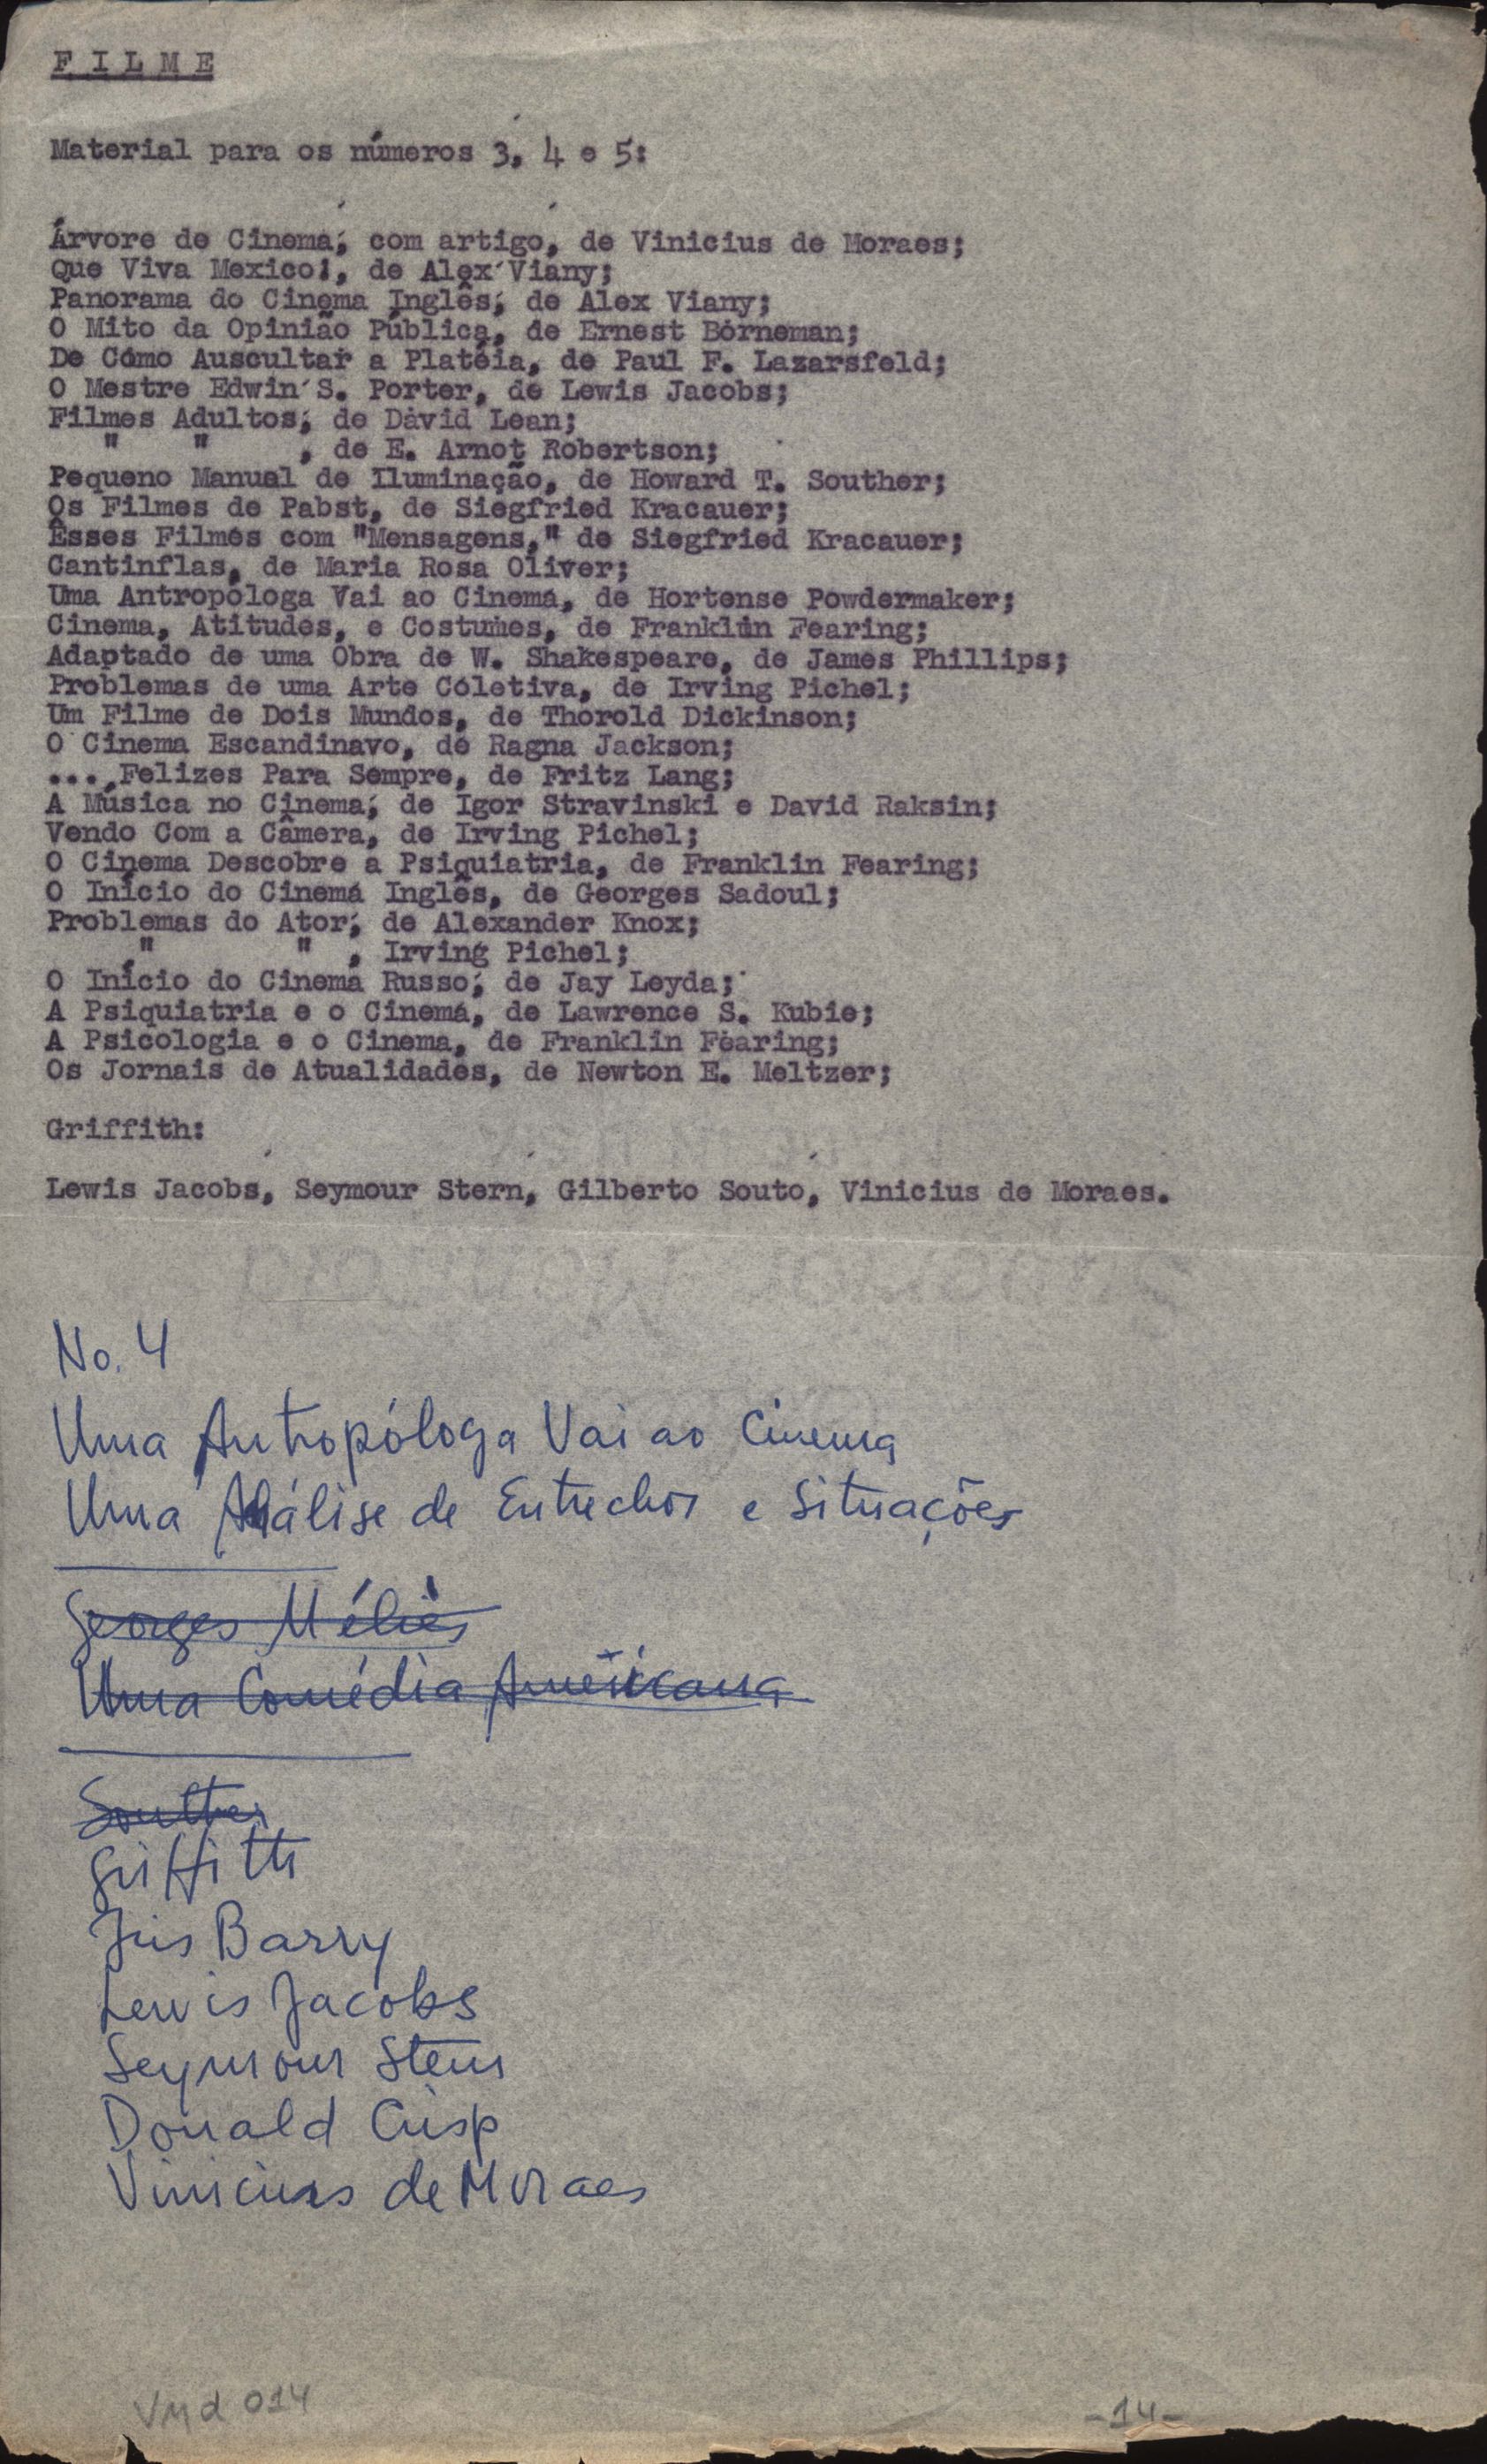 F I L M E
Material para os números 3, 4 e 5:
Árvore de Cinema, com artigo, de Vinicius de Moraes;
Que Viva Mexico!, de Alex Viany;
Panorama do Cinema Inglês, de Alex Viany;
O Mito da Opinião Pública, de Ernest Borneman;
De Como Auscultar a Platéia, de Paul F. Lazarsfeld;
O Mestre Edwin S. Porter, de Lewis Jacobs;
Filmes Adultos, de David Lean;
" " , de E. Arnot Robertson;
Pequeno Manual de Iluminação, de Howard T. Souther;
Os Filmes de Pabst, de Siegfried Kracauer;
Êsses Filmes com "Mensagens," de Siegfried Kracauer;
Cantinflas, de Maria Rosa Oliver;
Uma Antropóloga Vai ao Cinema, de Hortense Powdermaker;
Cinema, Atitudes, e Costumes, de Franklin Fearing;
Adaptado de uma Obra de W. Shakespeare, de James Phillips;
Problemas de uma Arte Coletiva, de Irving Pichel;
Um Filme de Dois Mundos, de Thorold Dickinson;
O Cinema Escandinavo, de Ragna Jackson;
... Felizes Para Sempre, de Fritz Lang;
A Música no Cinema, de Igor Stravinski e David Raksin;
Vendo Com a Câmera, de Irving Pichel;
O Cinema Descobre a Psiquiatria, de Franklin Fearing;
O Início do Cinema Inglês, de Georges Sadoul;
Problemas do Ator, de Alexander Knox;
" " , Irving Pichel;
O Início do Cinema Russo, de Jay Leyda;
A Psiquiatria e o Cinema, de Lawrence S. Kubie;
A Psicologia e o Cinema, de Franklin Fearing;
Os Jornais de Atualidades, de Newton E. Meltzer;
Griffith:
Lewis Jacobs, Seymour Stern, Gilberto Souto, Vinicius de Moraes.
No. 4
Uma Antropóloga Vai ao Cinema
Uma Análise de Entrechos e Situações
Georges Méliès
Uma Comédia Americana
Souther
Griffith
Iris Barry
Lewis Jacobs
Seymour Stern
Donald Crisp
Vinicius de Moraes
VMd 014
-14-